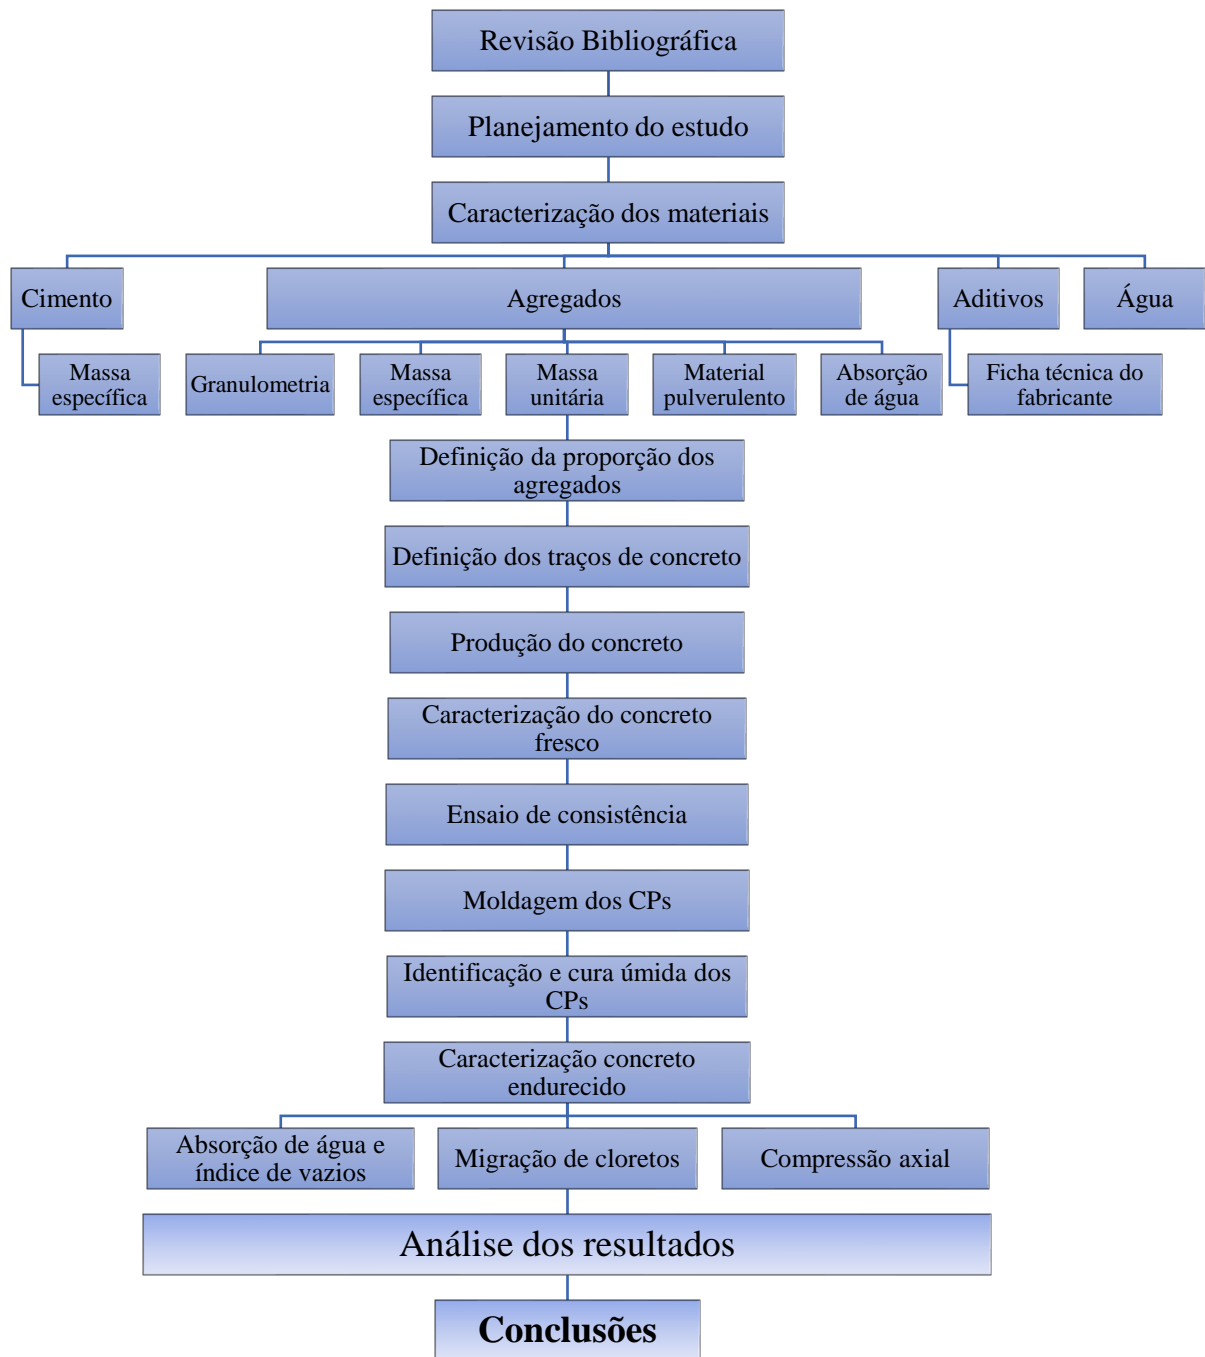 Revisão Bibliográfica
Planejamento do estudo
Caracterização dos materiais
Cimento
Agregados
Aditivos
Água
Massa
específica
Granulometria
Massa
específica
Massa
unitária
Material
pulverulento
Absorção
de água
Ficha técnica do
fabricante
Definição da proporção dos
agregados
Definição dos traços de concreto
Produção do concreto
Caracterização do concreto
fresco
Ensaio de consistência
Moldagem dos CPs
Identificação e cura úmida dos
CPs
Caracterização concreto
endurecido
Absorção de água e
índice de vazios
Migração de cloretos
Compressão axial
Análise dos resultados
Conclusões